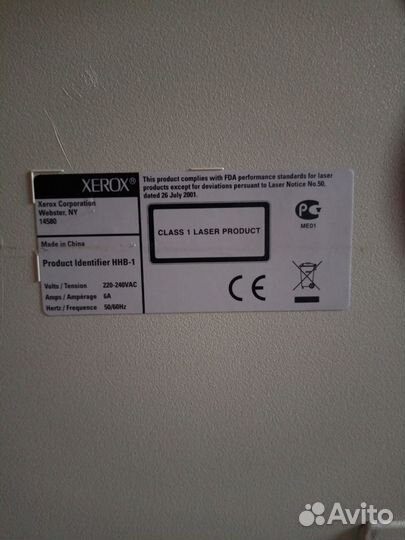 XEROX®
Xerox Corporation
Webster, NY
14580
Made in China
Product Identifier HHB-1
Volts / Tension 220-240VAC
Amps / Ampérage 6A
Hertz / Frequence 50/60Hz
This product complies with FDA performance standards for laser
products except for deviations pursuant to Laser Notice No.50,
dated 26 July 2001.
CLASS 1 LASER PRODUCT
РС
ME01
CE
Avito